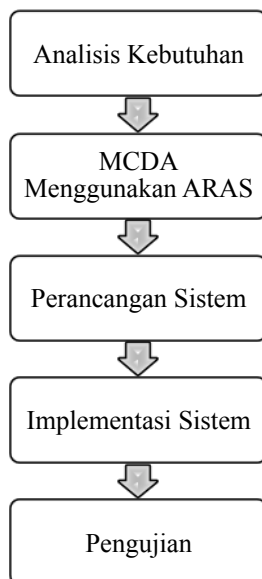 Analisis Kebutuhan
MCDA
Menggunakan ARAS
Perancangan Sistem
Implementasi Sistem
Pengujian